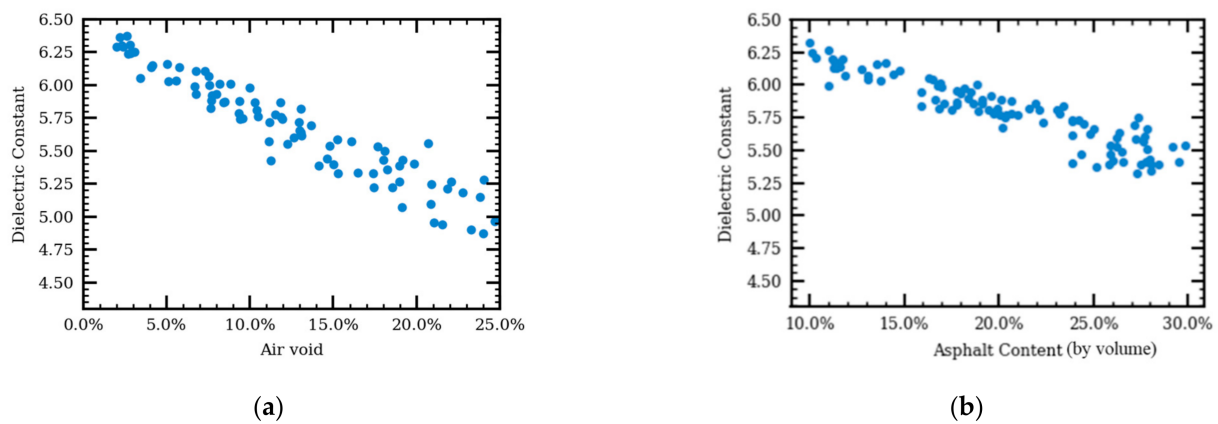 6.50
6.25
6.00
5.75
5.50
5.25
5.00
4.75
4.50
Dielectric Constant
0.0% 5.0% 10.0% 15.0% 20.0% 25.0%
Air void
(a)
6.50
6.25
6.00
5.75
5.50
5.25
5.00
4.75
4.50
Dielectric Constant
10.0% 15.0% 20.0% 25.0% 30.0%
Asphalt Content (by volume)
(b)